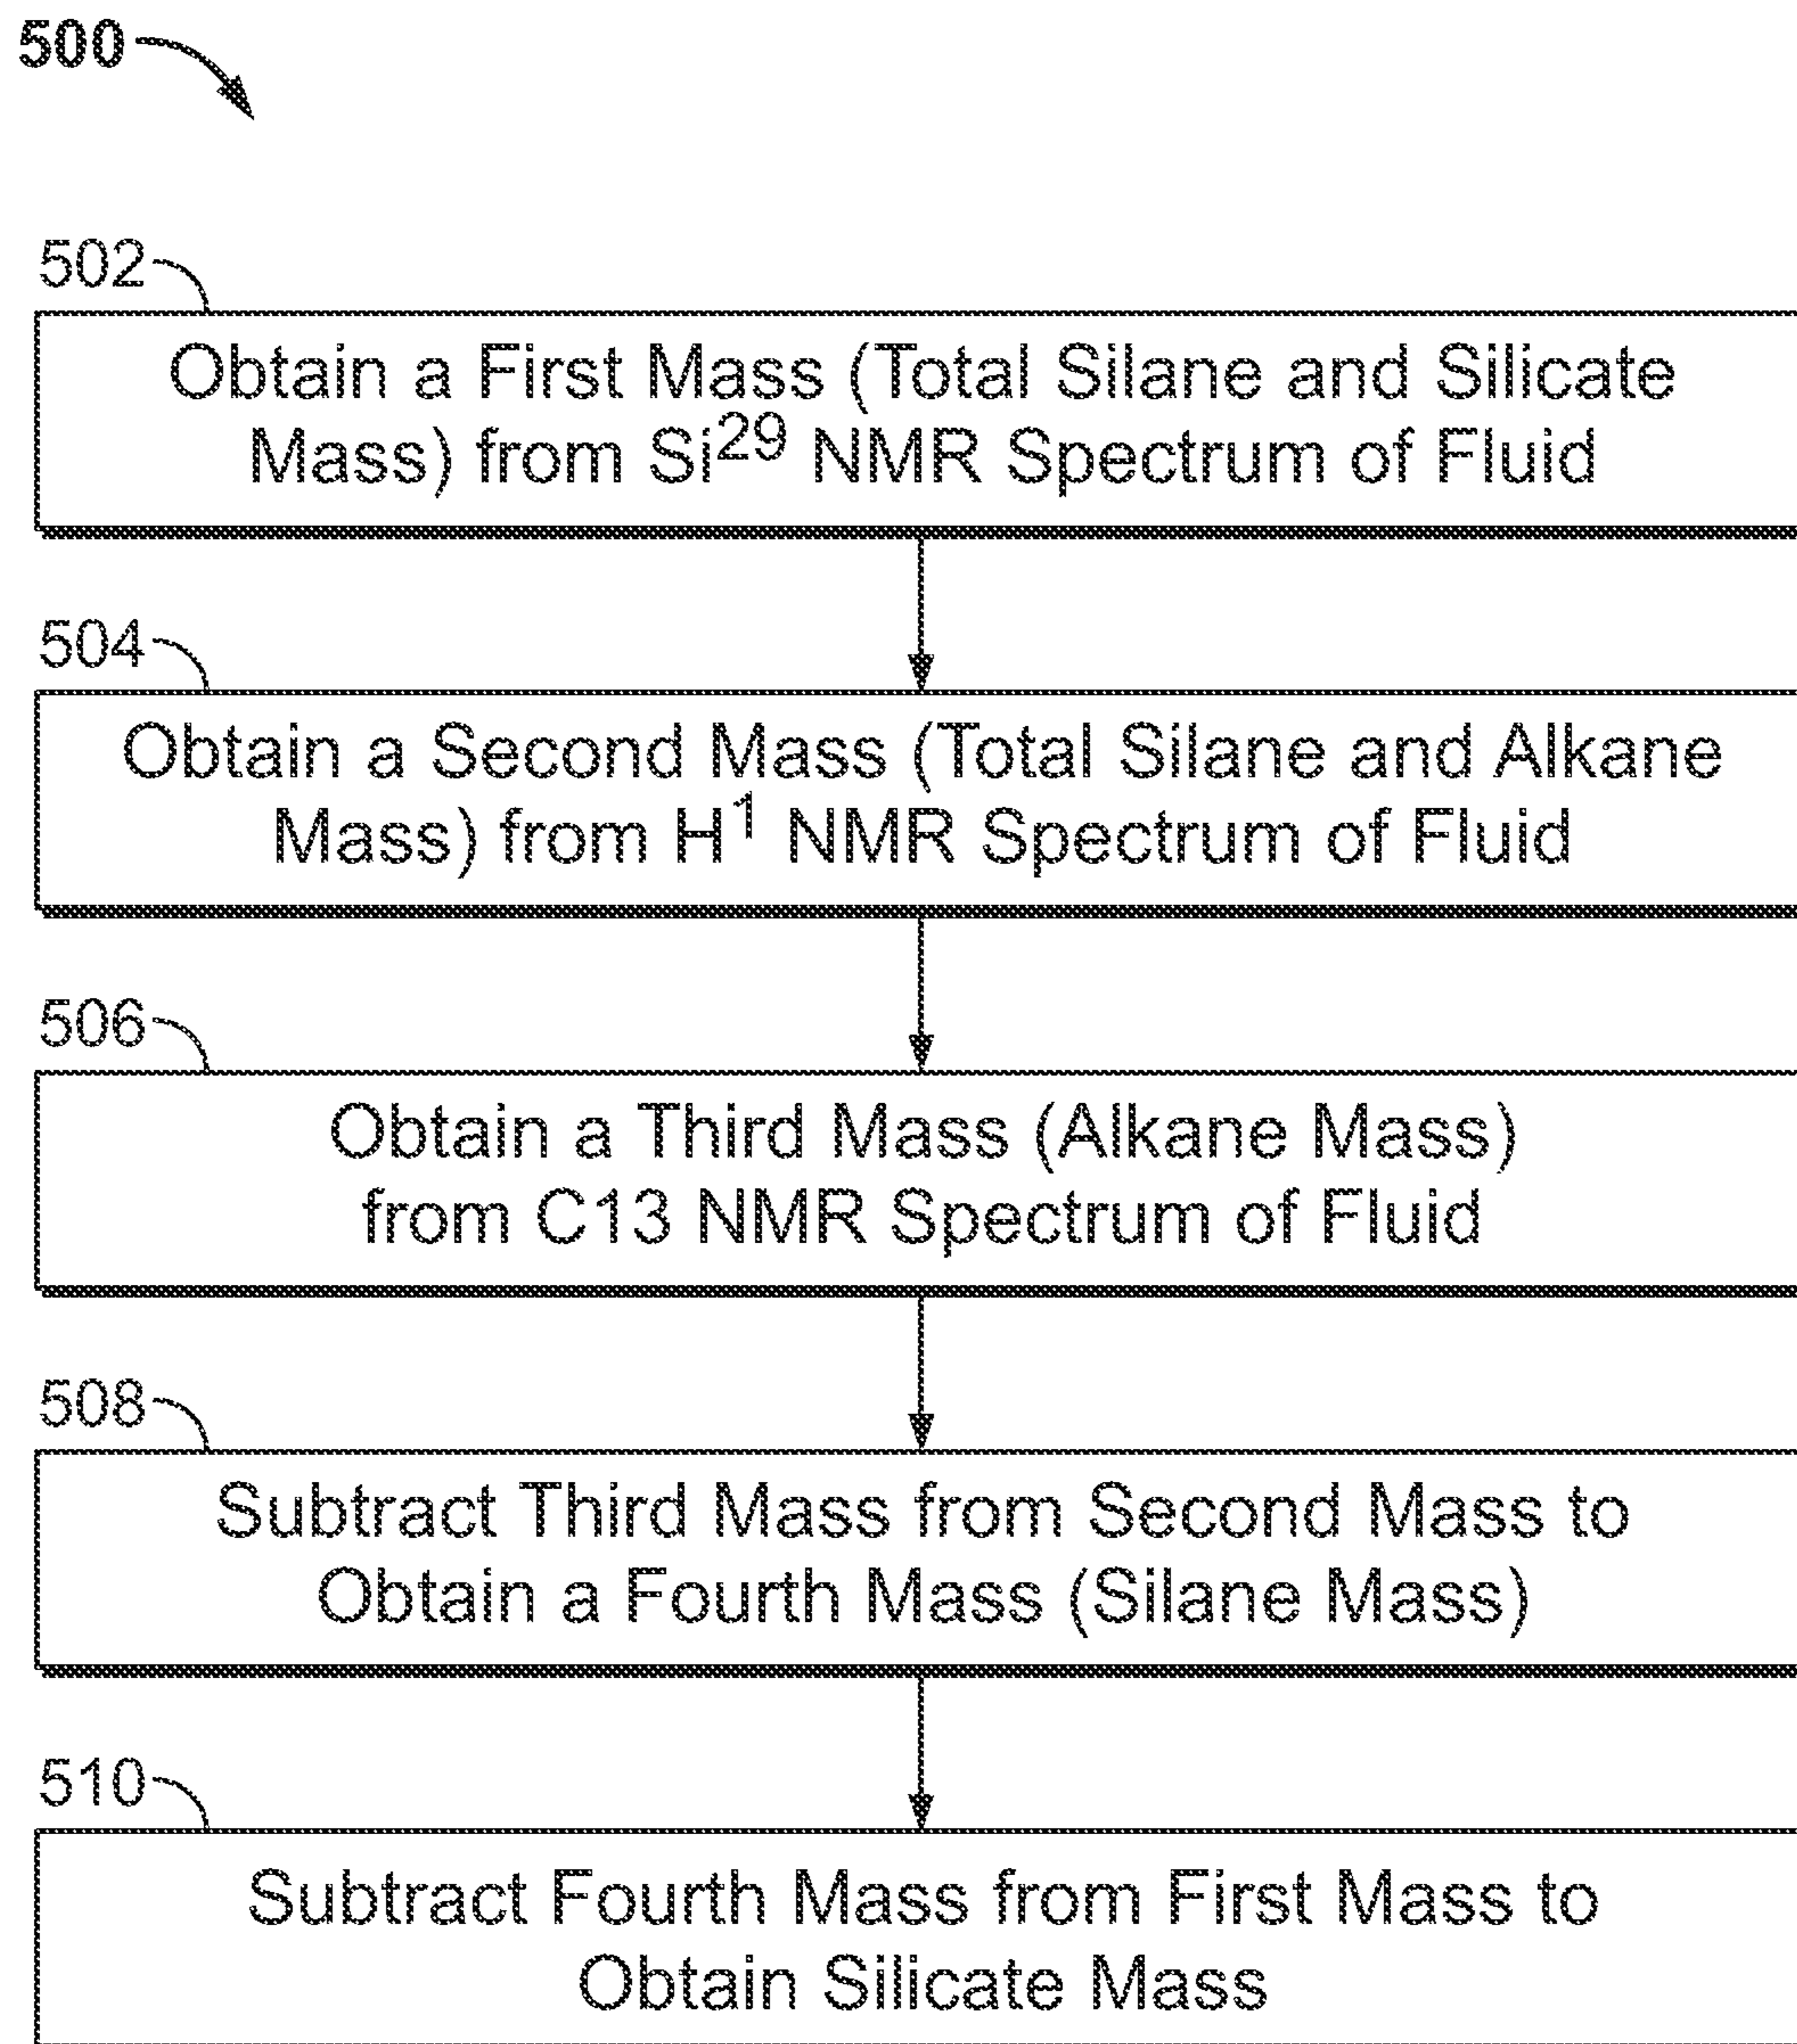 500
502
Obtain a First Mass (Total Silane and Silicate
Mass) from Si²⁹ NMR Spectrum of Fluid
504
Obtain a Second Mass (Total Silane and Alkane
Mass) from H¹ NMR Spectrum of Fluid
506
Obtain a Third Mass (Alkane Mass)
from C13 NMR Spectrum of Fluid
508
Subtract Third Mass from Second Mass to
Obtain a Fourth Mass (Silane Mass)
510
Subtract Fourth Mass from First Mass to
Obtain Silicate Mass